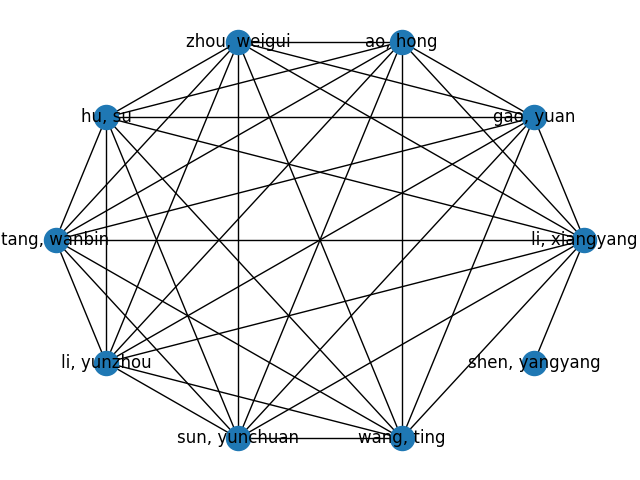 zhou, weigui
ao, hong
hu, su
gao, yuan
tang, wanbin
li, xiangyang
li, yunzhou
shen, yangyang
sun, yunchuan
wang, ting